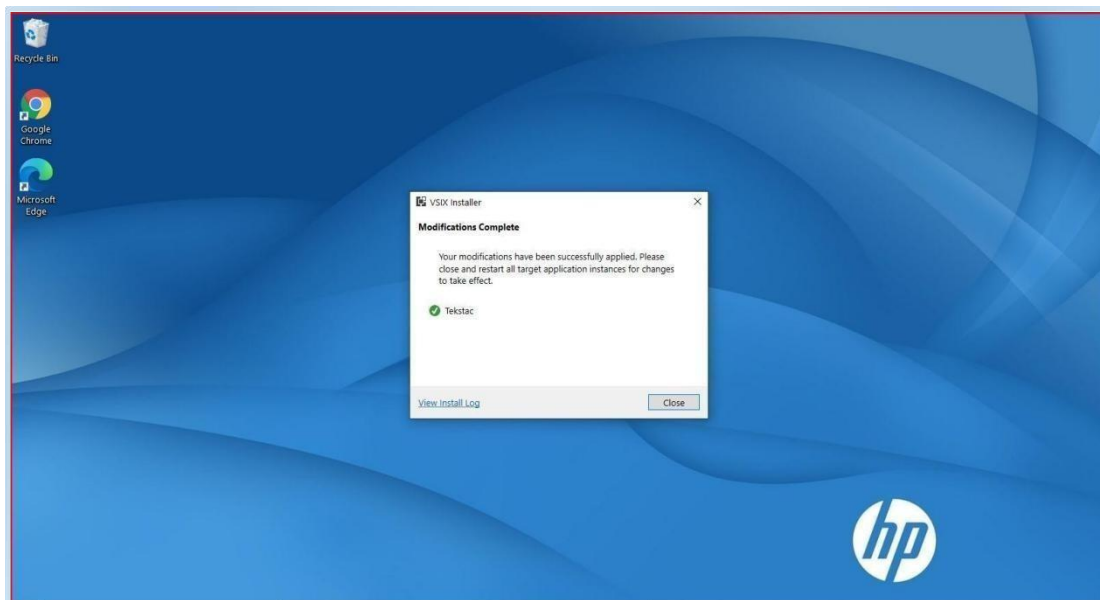 Recycle Bin
Google
Chrome
Microsoft
Edge
VSIX Installer
Modifications Complete
Your modifications have been successfully applied. Please
close and restart all target application instances for changes
to take effect.
Tekstac
View Install Log
Close
hp